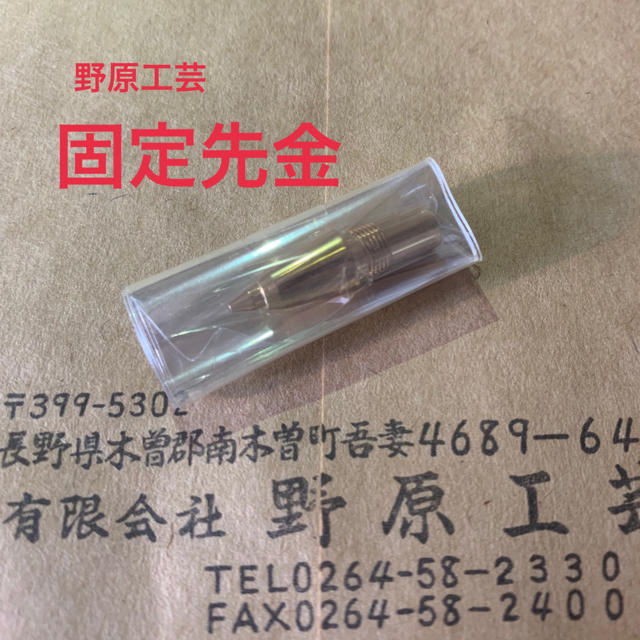 野原工芸
固定先金
〒399-5302
長野県木曽郡南木曽町吾妻4689-64
有限会社 野原工芸
TEL0264-58-2330
FAX0264-58-2400